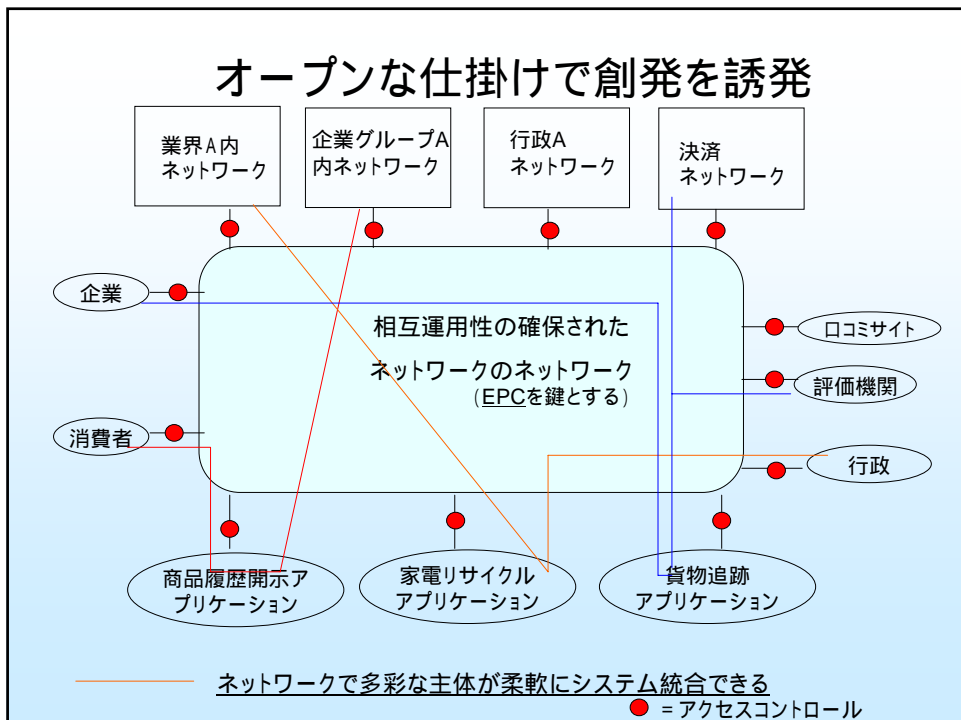 オープンな仕掛けで創発を誘発
業界A内
ネットワーク
企業グループA
内ネットワーク
行政A
ネットワーク
決済
ネットワーク
企業
相互運用性の確保された
ネットワークのネットワーク
（EPCを鍵とする）
口コミサイト
評価機関
消費者
行政
商品履歴開示ア
プリケーション
家電リサイクル
アプリケーション
貨物追跡
アプリケーション
ネットワークで多彩な主体が柔軟にシステム統合できる
＝アクセスコントロール